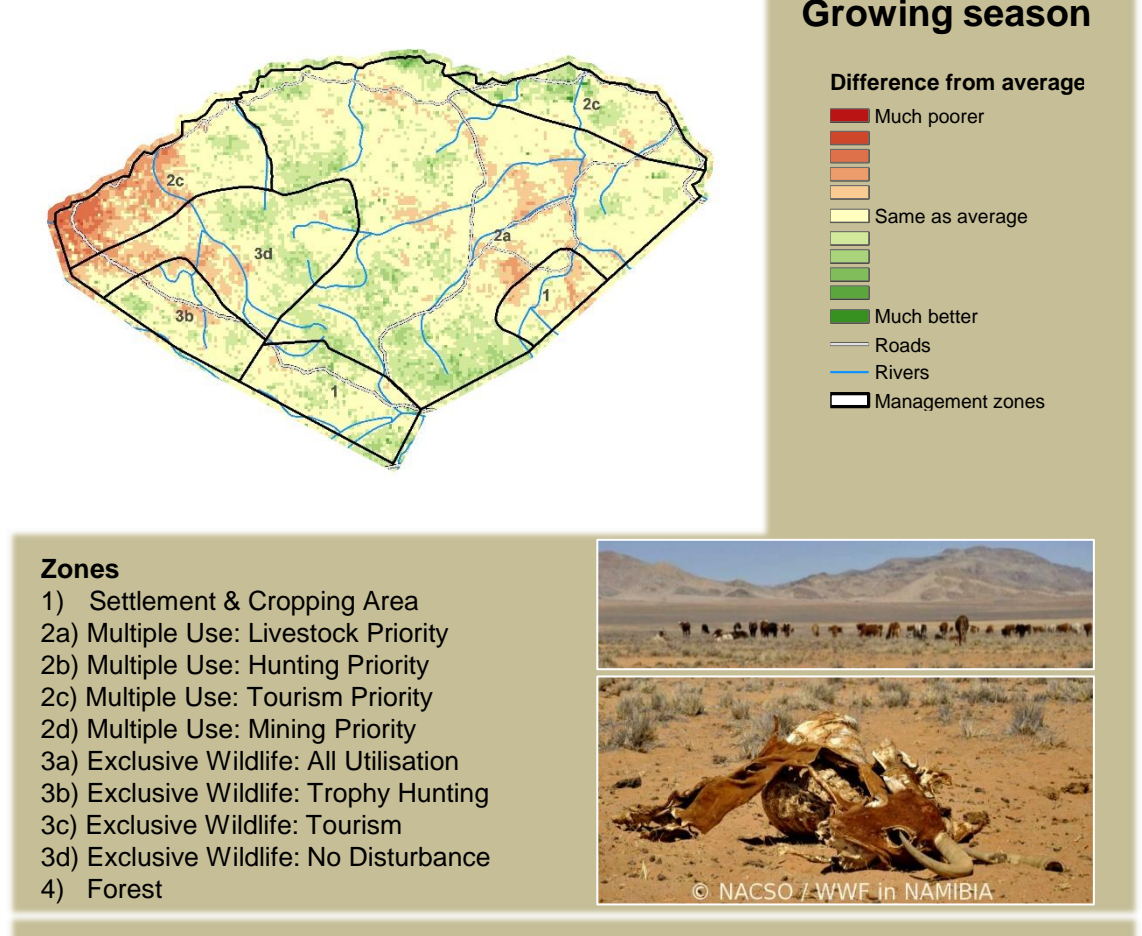 Growing season
Difference from average
Much poorer
Same as average
Much better
Roads
Rivers
Management zones
2c
2c
3d
2a
1
3b
1
Zones
1) Settlement & Cropping Area
2a) Multiple Use: Livestock Priority
2b) Multiple Use: Hunting Priority
2c) Multiple Use: Tourism Priority
2d) Multiple Use: Mining Priority
3a) Exclusive Wildlife: All Utilisation
3b) Exclusive Wildlife: Trophy Hunting
3c) Exclusive Wildlife: Tourism
3d) Exclusive Wildlife: No Disturbance
4) Forest
© NACSO / WWF in NAMIBIA